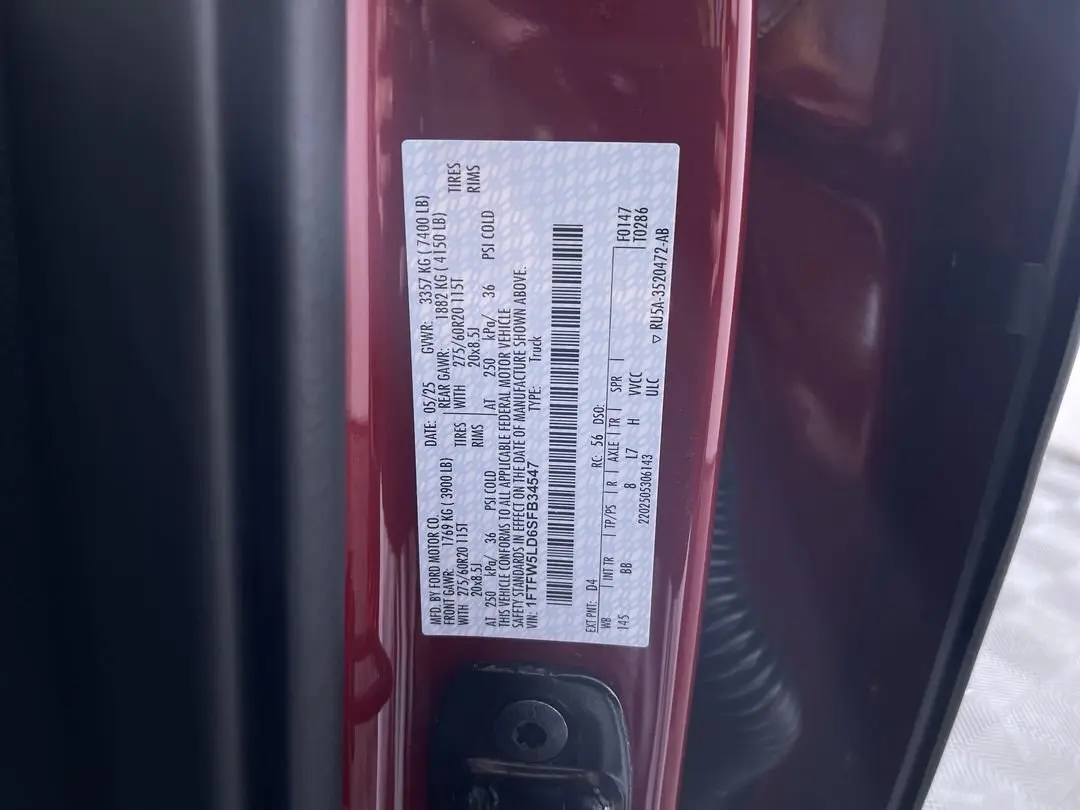 MFD. BY FORD MOTOR CO. DATE: 05/25 GVWR: 3357 KG ( 7400 LB)
FRONT GAWR: 1769 KG ( 3900 LB) REAR GAWR: 1882 KG ( 4150 LB)
WITH 275/60R20 115T TIRES WITH 275/60R20 115T TIRES
20x8.5J RIMS 20x8.5J RIMS
AT 250 kPa/ 36 PSI COLD AT 250 kPa/ 36 PSI COLD
THIS VEHICLE CONFORMS TO ALL APPLICABLE FEDERAL MOTOR VEHICLE
SAFETY STANDARDS IN EFFECT ON THE DATE OF MANUFACTURE SHOWN ABOVE.
VIN: 1FTFW5LD6SFB34547 TYPE: Truck
EXT PNT: D4 RC: 56 DSO: F0147
WB INT TR TP/PS R AXLE TR SPR T0286
145 BB 8 L7 H VVCC
2202505306143 ULC ▽ RU5A-3520472-AB